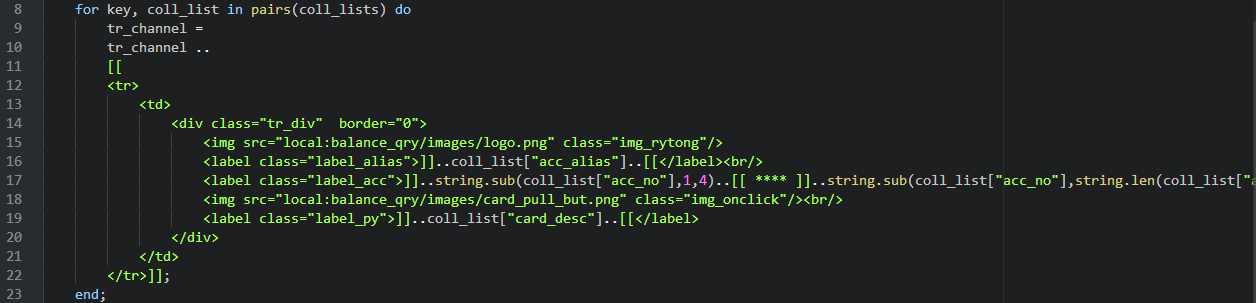 8 for key, coll_list in pairs(coll_lists) do
9 tr_channel =
10 tr_channel ..
11 [[
12 <tr>
13 <td>
14 <div class="tr_div"  border="0">
15 <img src="local:balance_qry/images/logo.png" class="img_rytong"/>
16 <label class="label_alias">]]..coll_list["acc_alias"]..[[</label><br/>
17 <label class="label_acc">]]..string.sub(coll_list["acc_no"],1,4)..[[ **** ]]..string.sub(coll_list["acc_no"],string.len(coll_list["a
18 <img src="local:balance_qry/images/card_pull_but.png" class="img_onclick"/><br/>
19 <label class="label_py">]]..coll_list["card_desc"]..[[</label>
20 </div>
21 </td>
22 </tr>]];
23 end;